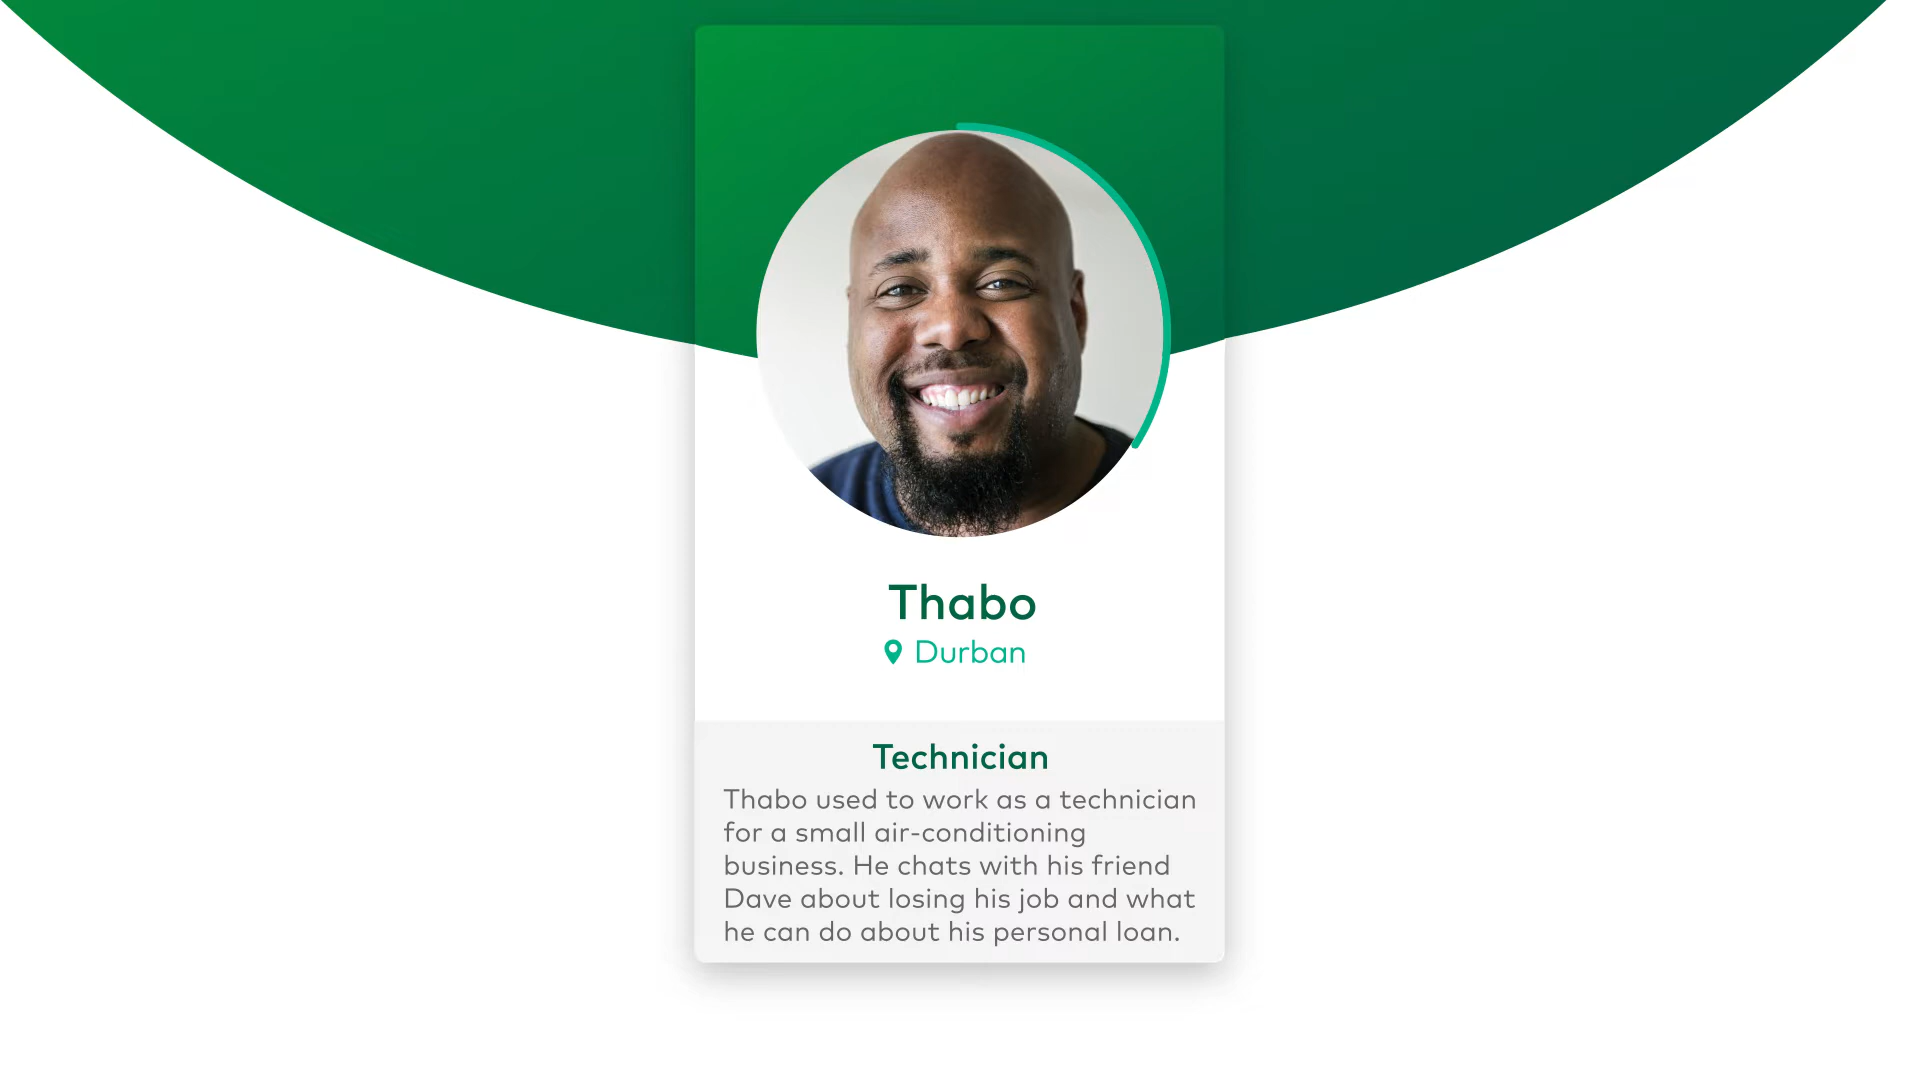 Thabo
Durban
Technician
Thabo used to work as a technician
for a small air-conditioning
business. He chats with his friend
Dave about losing his job and what
he can do about his personal loan.